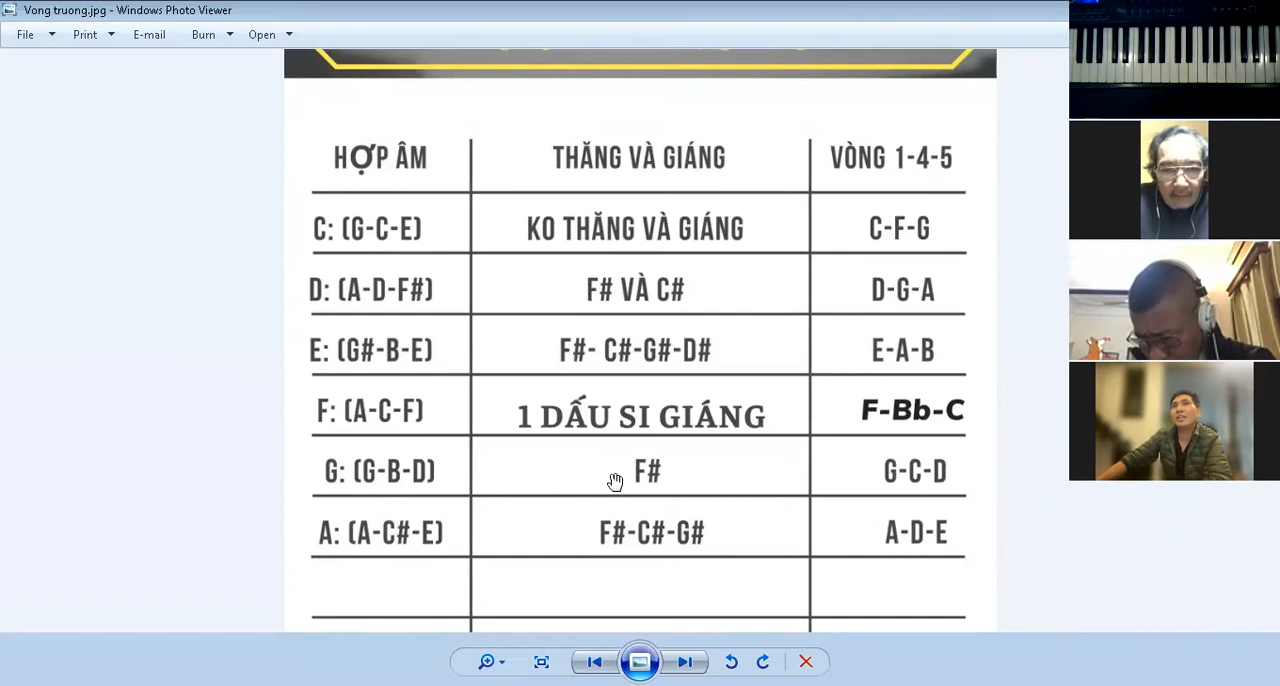 Vong truong.jpg - Windows Photo Viewer
File Print E-mail Burn Open
HỢP ÂM THĂNG VÀ GIÁNG VÒNG 1-4-5
C: (G-C-E) KO THĂNG VÀ GIÁNG C-F-G
D: (A-D-F#) F# VÀ C# D-G-A
E: (G#-B-E) F#- C#-G#-D# E-A-B
F: (A-C-F) 1 DẤU SI GIÁNG F-Bb-C
G: (G-B-D) F# G-C-D
A: (A-C#-E) F#-C#-G# A-D-E